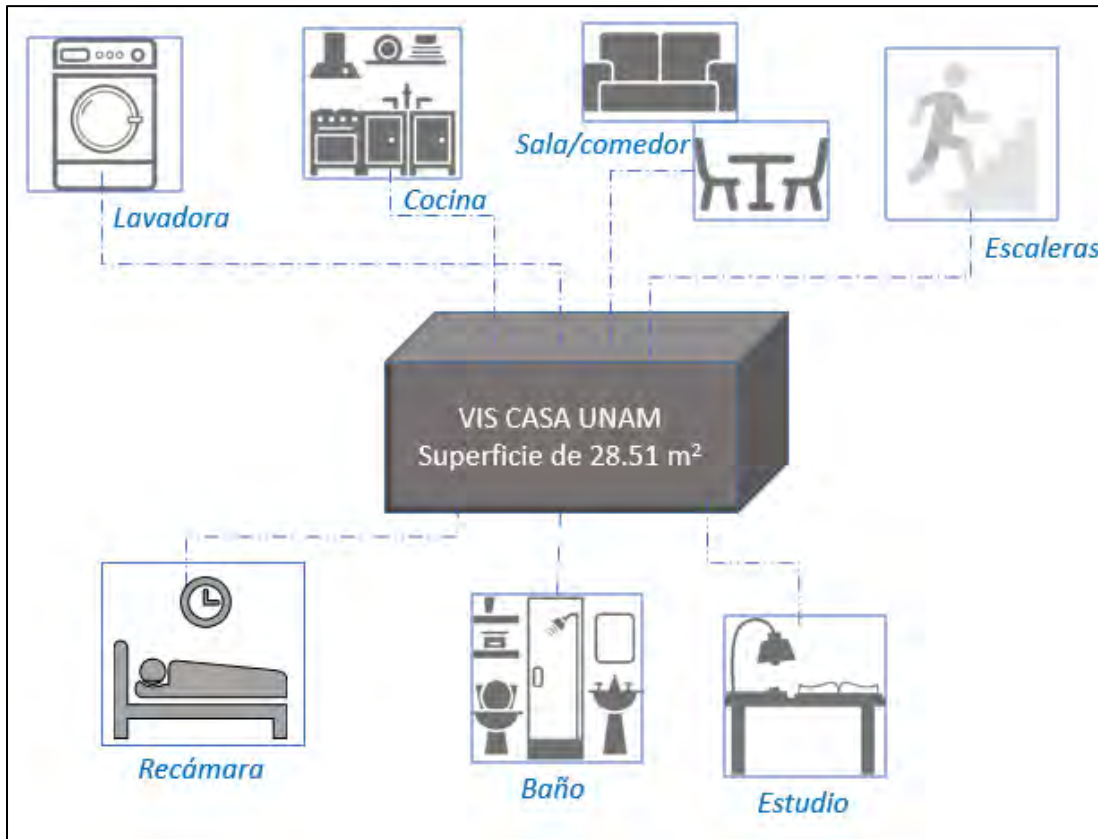 Sala/comedor
Lavadora
Cocina
Escaleras
VIS CASA UNAM
Superficie de 28.51 m²
Recámara
Baño
Estudio